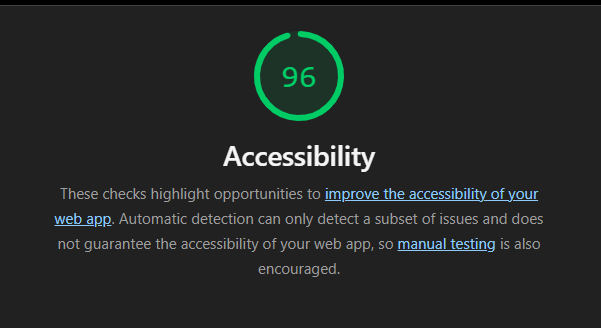 96
Accessibility
These checks highlight opportunities to improve the accessibility of your
web app. Automatic detection can only detect a subset of issues and does
not guarantee the accessibility of your web app, so manual testing is also
encouraged.